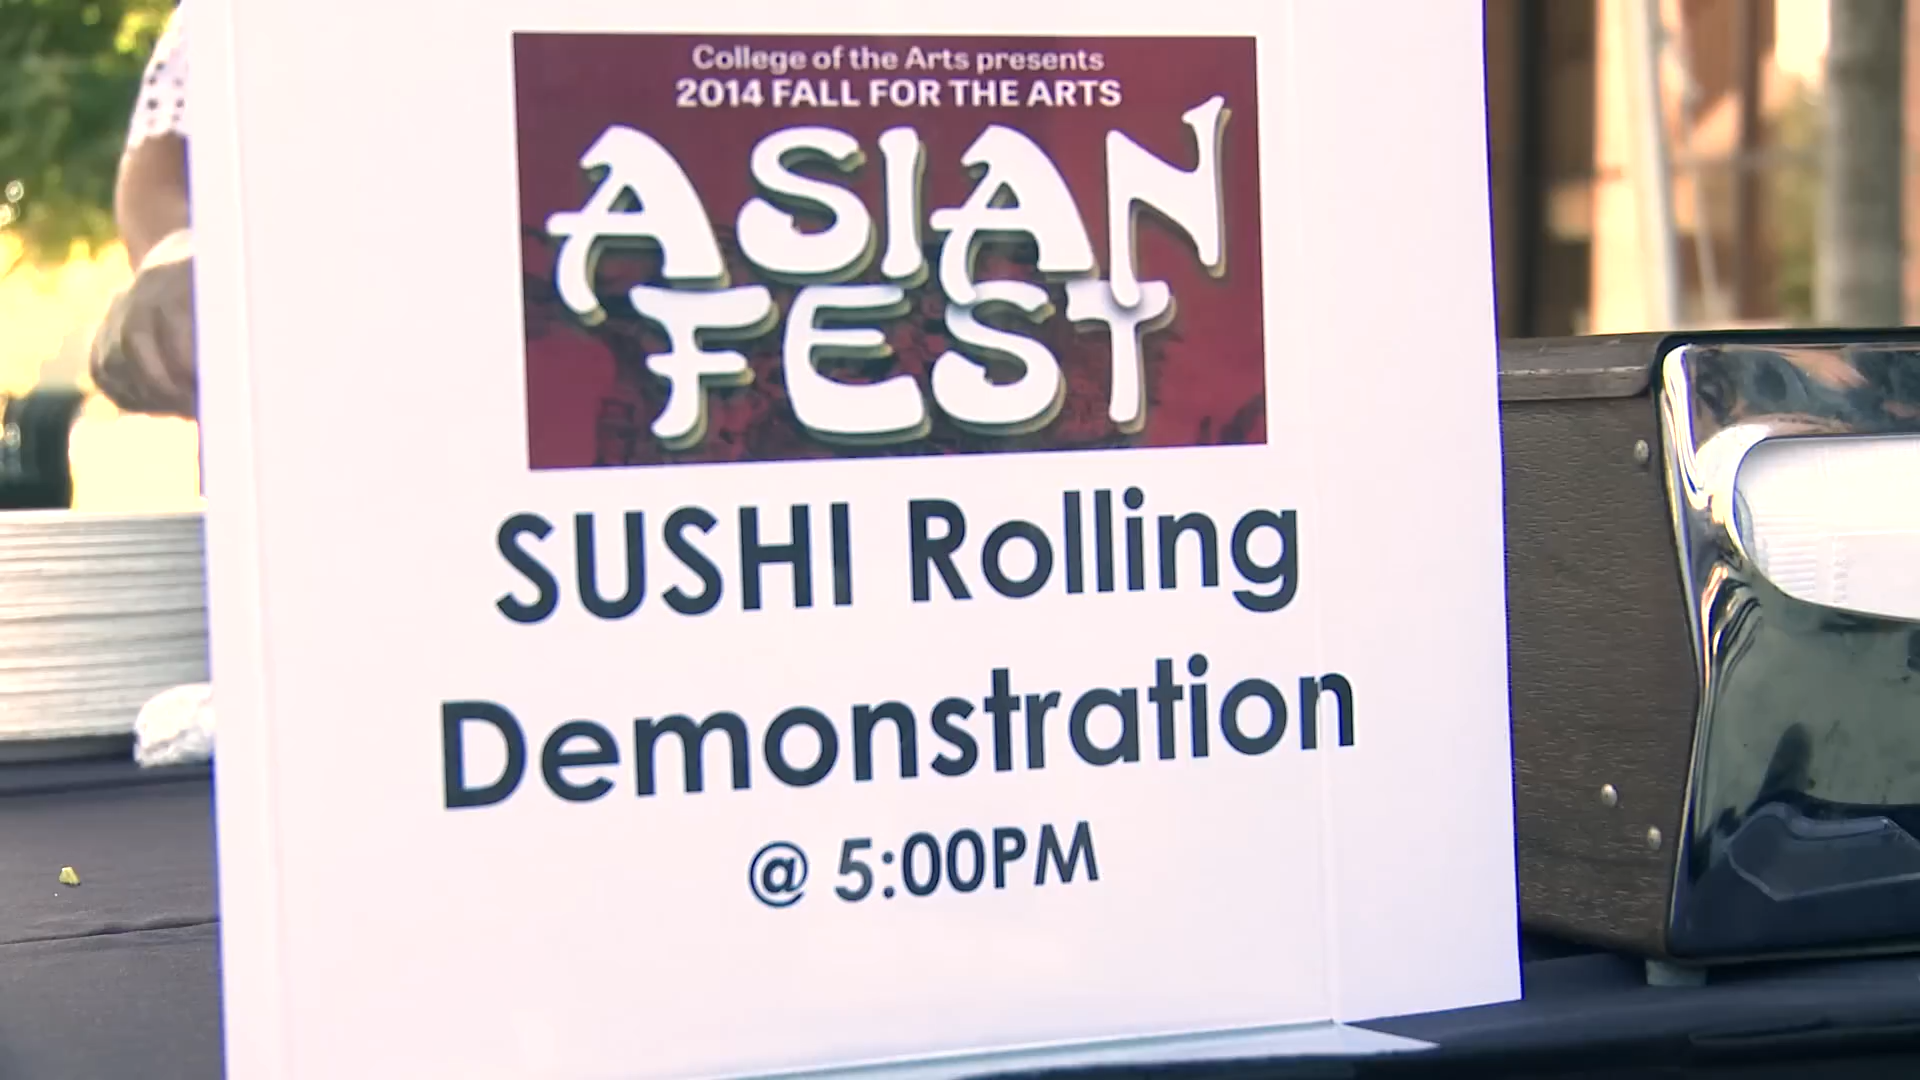 College of the Arts presents
2014 FALL FOR THE ARTS
ASIAN
FEST
SUSHI Rolling
Demonstration
@ 5:00PM